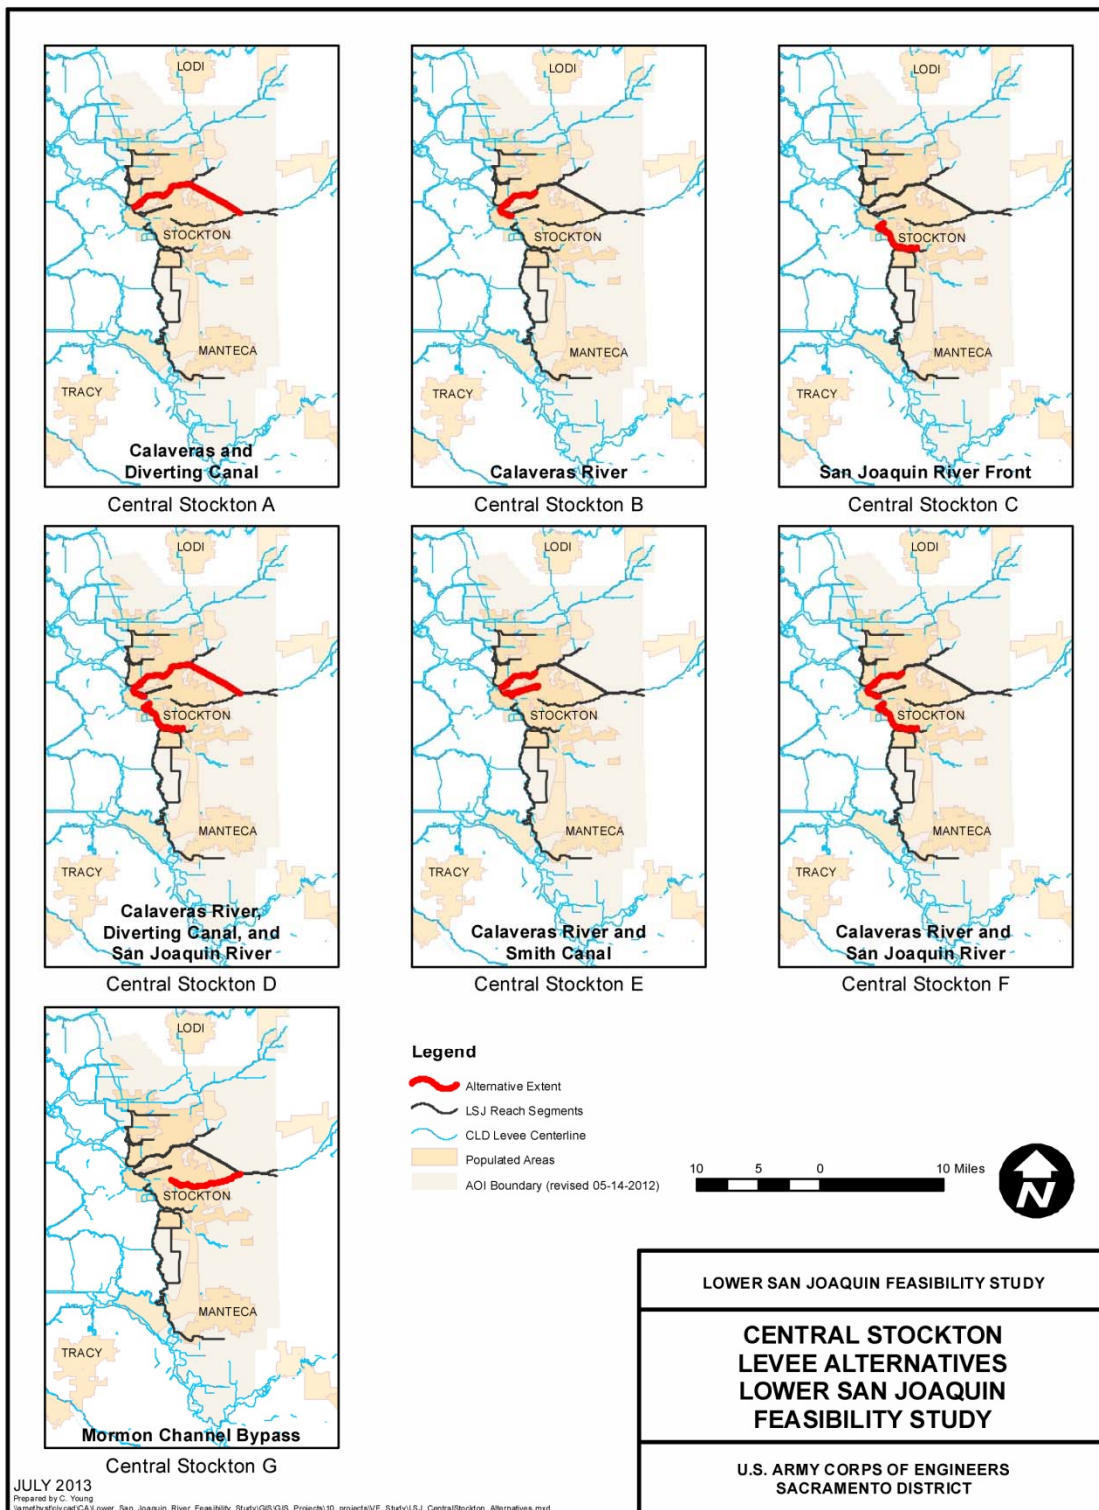 LODI
STOCKTON
MANTECA
TRACY
Calaveras and
Diverting Canal
Central Stockton A
LODI
STOCKTON
MANTECA
TRACY
Calaveras River
Central Stockton B
LODI
STOCKTON
MANTECA
TRACY
San Joaquin River Front
Central Stockton C
LODI
STOCKTON
MANTECA
TRACY
Calaveras River,
Diverting Canal, and
San Joaquin River
Central Stockton D
LODI
STOCKTON
MANTECA
TRACY
Calaveras River and
Smith Canal
Central Stockton E
LODI
STOCKTON
MANTECA
TRACY
Calaveras River and
San Joaquin River
Central Stockton F
LODI
STOCKTON
MANTECA
TRACY
Mormon Channel Bypass
Central Stockton G
Legend
Alternative Extent
LSJ Reach Segments
CLD Levee Centerline
Populated Areas
AOI Boundary (revised 05-14-2012)
10 5 0 10 Miles
N
LOWER SAN JOAQUIN FEASIBILITY STUDY
CENTRAL STOCKTON
LEVEE ALTERNATIVES
LOWER SAN JOAQUIN
FEASIBILITY STUDY
U.S. ARMY CORPS OF ENGINEERS
SACRAMENTO DISTRICT
JULY 2013
Prepared by C. Young